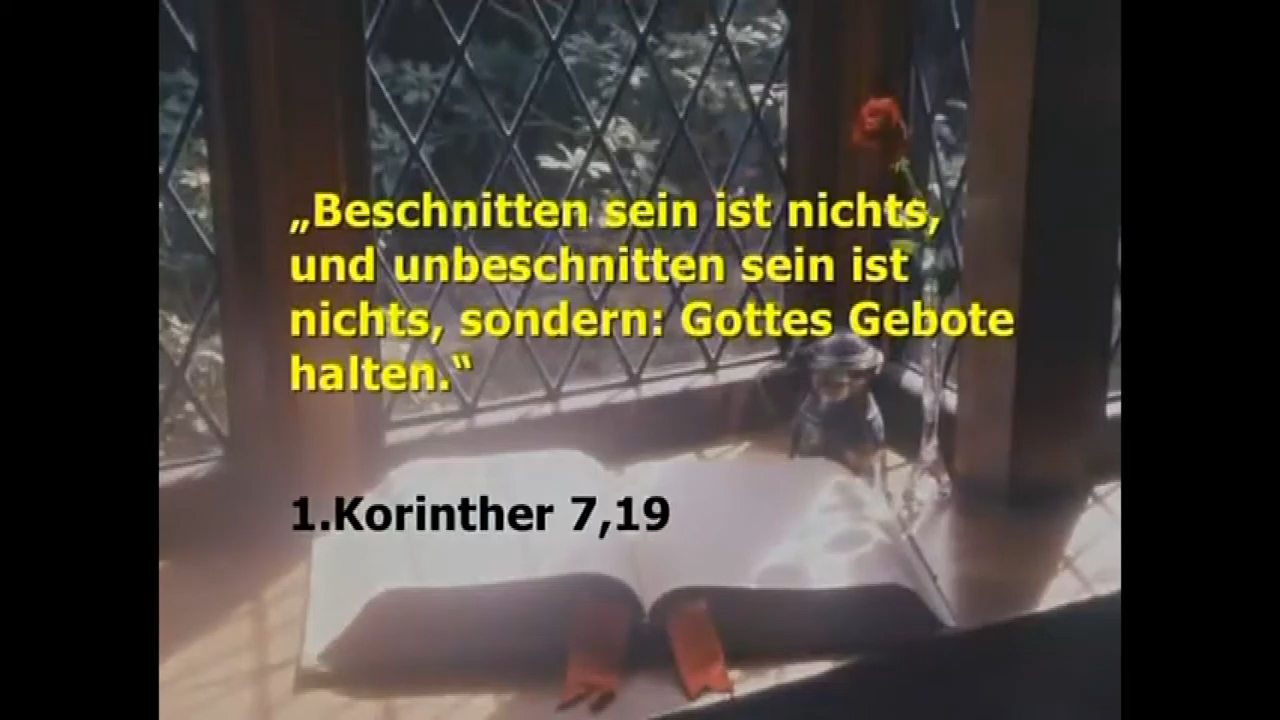 „Beschnitten sein ist nichts,
und unbeschnitten sein ist
nichts, sondern: Gottes Gebote
halten.“
1.Korinther 7,19